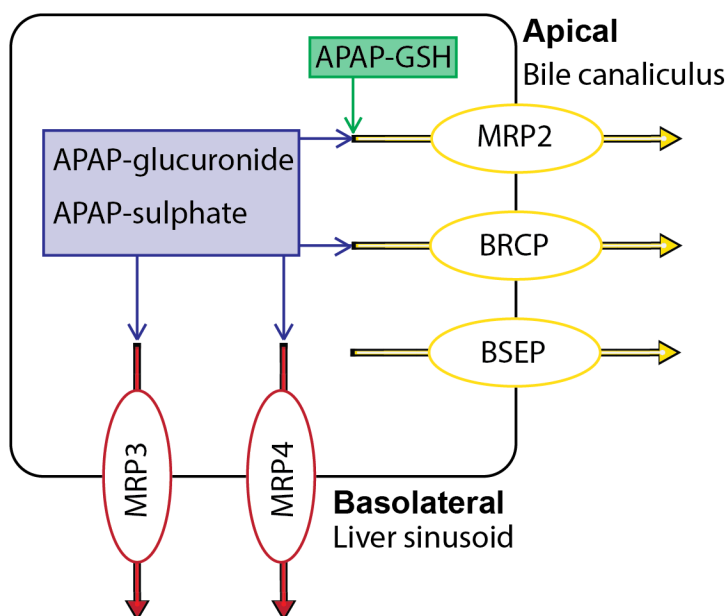 Apical
Bile canaliculus
APAP-GSH
MRP2
APAP-glucuronide
APAP-sulphate
BRCP
BSEP
MRP3
MRP4
Basolateral
Liver sinusoid